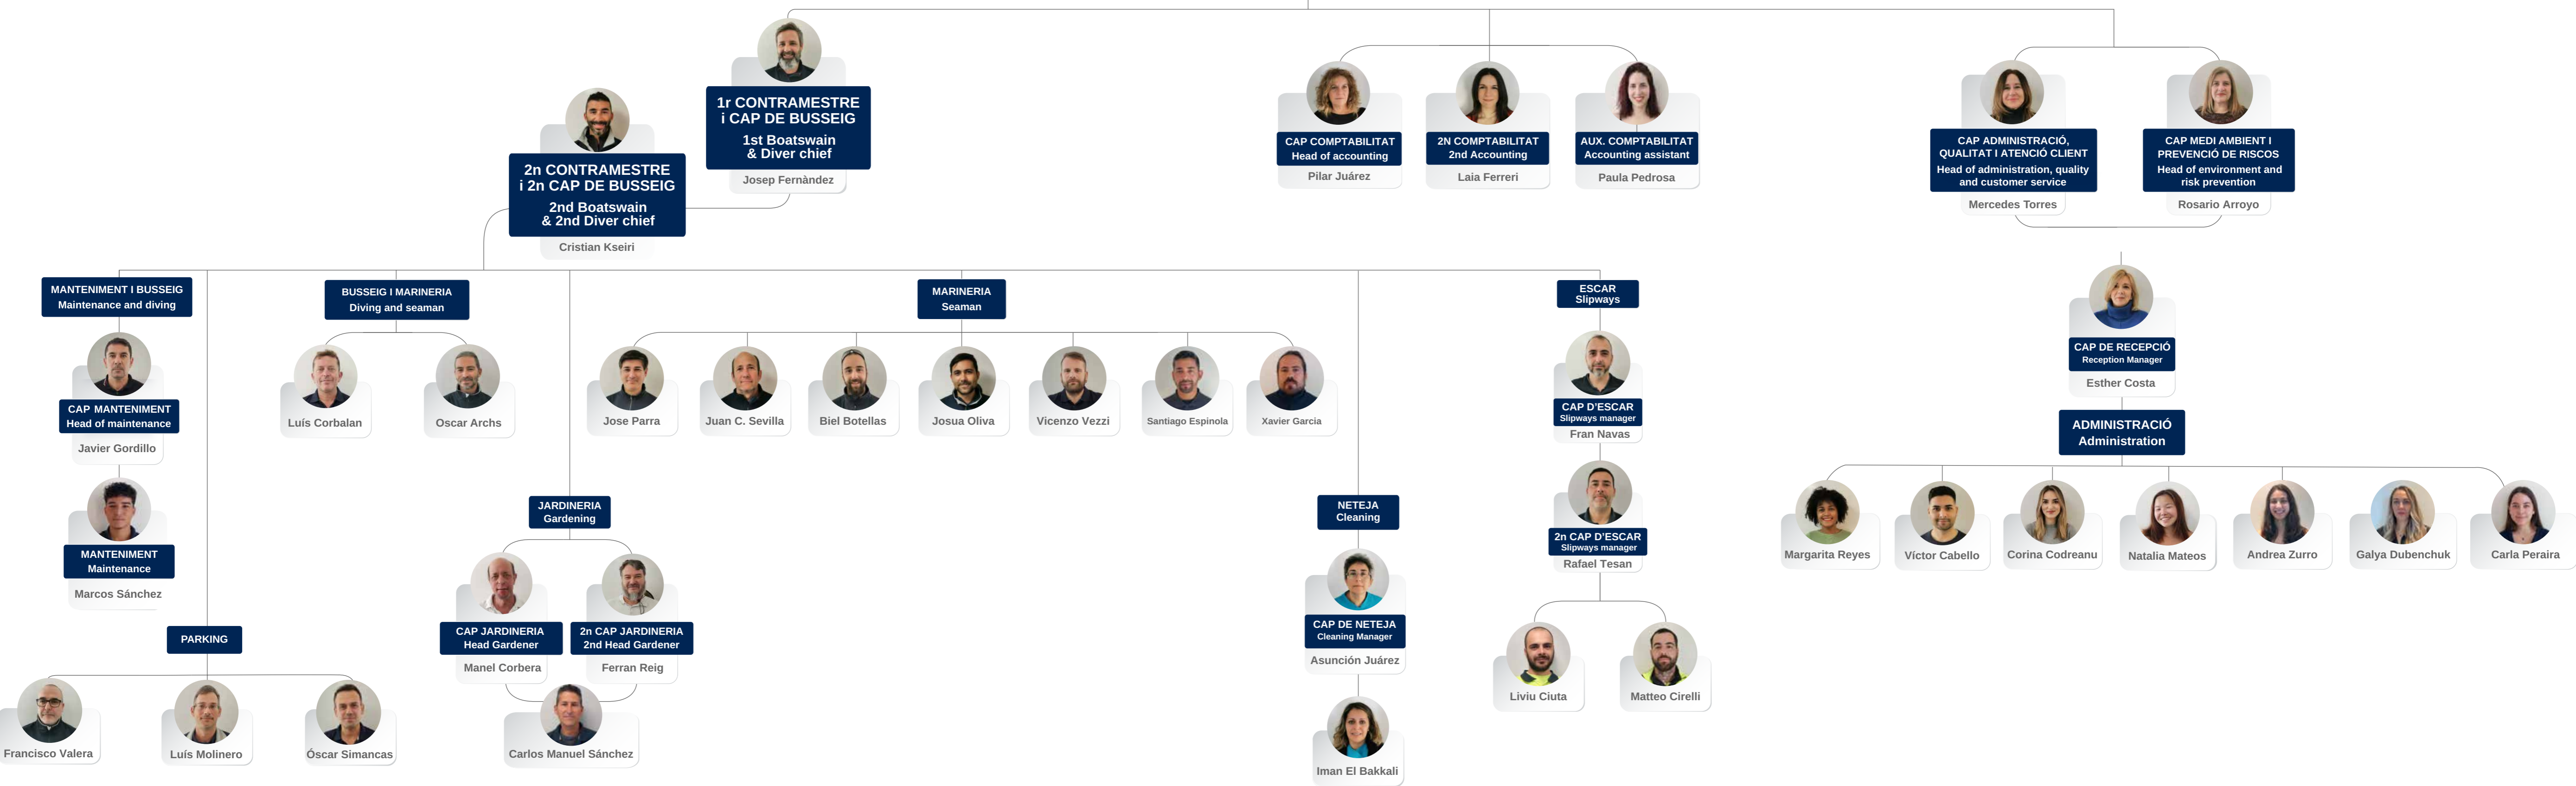 1r CONTRAMESTRE
i CAP DE BUSSEIG
1st Boatswain
& Diver chief
Josep Fernàndez
2n CONTRAMESTRE
i 2n CAP DE BUSSEIG
2nd Boatswain
& 2nd Diver chief
Cristian Kseiri
CAP COMPTABILITAT
Head of accounting
Pilar Juárez
2N COMPTABILITAT
2nd Accounting
Laia Ferreri
AUX. COMPTABILITAT
Accounting assistant
Paula Pedrosa
CAP ADMINISTRACIÓ,
QUALITAT I ATENCIÓ CLIENT
Head of administration, quality
and customer service
Mercedes Torres
CAP MEDI AMBIENT I
PREVENCIÓ DE RISCOS
Head of environment and
risk prevention
Rosario Arroyo
MANTENIMENT I BUSSEIG
Maintenance and diving
CAP MANTENIMENT
Head of maintenance
Javier Gordillo
MANTENIMENT
Maintenance
Marcos Sánchez
PARKING
Francisco Valera
Luís Molinero
Óscar Simancas
BUSSEIG I MARINERIA
Diving and seaman
Luís Corbalan
Oscar Archs
JARDINERIA
Gardening
CAP JARDINERIA
Head Gardener
Manel Corbera
2n CAP JARDINERIA
2nd Head Gardener
Ferran Reig
Carlos Manuel Sánchez
MARINERIA
Seaman
Jose Parra
Juan C. Sevilla
Biel Botellas
Josua Oliva
Vicenzo Vezzi
Santiago Espinola
Xavier Garcia
NETEJA
Cleaning
CAP DE NETEJA
Cleaning Manager
Asunción Juárez
Iman El Bakkali
ESCAR
Slipways
CAP D'ESCAR
Slipways manager
Fran Navas
2n CAP D'ESCAR
Slipways manager
Rafael Tesan
Liviu Ciuta
Matteo Cirelli
CAP DE RECEPCIÓ
Reception Manager
Esther Costa
ADMINISTRACIÓ
Administration
Margarita Reyes
Víctor Cabello
Corina Codreanu
Natalia Mateos
Andrea Zurro
Galya Dubenchuk
Carla Peraira